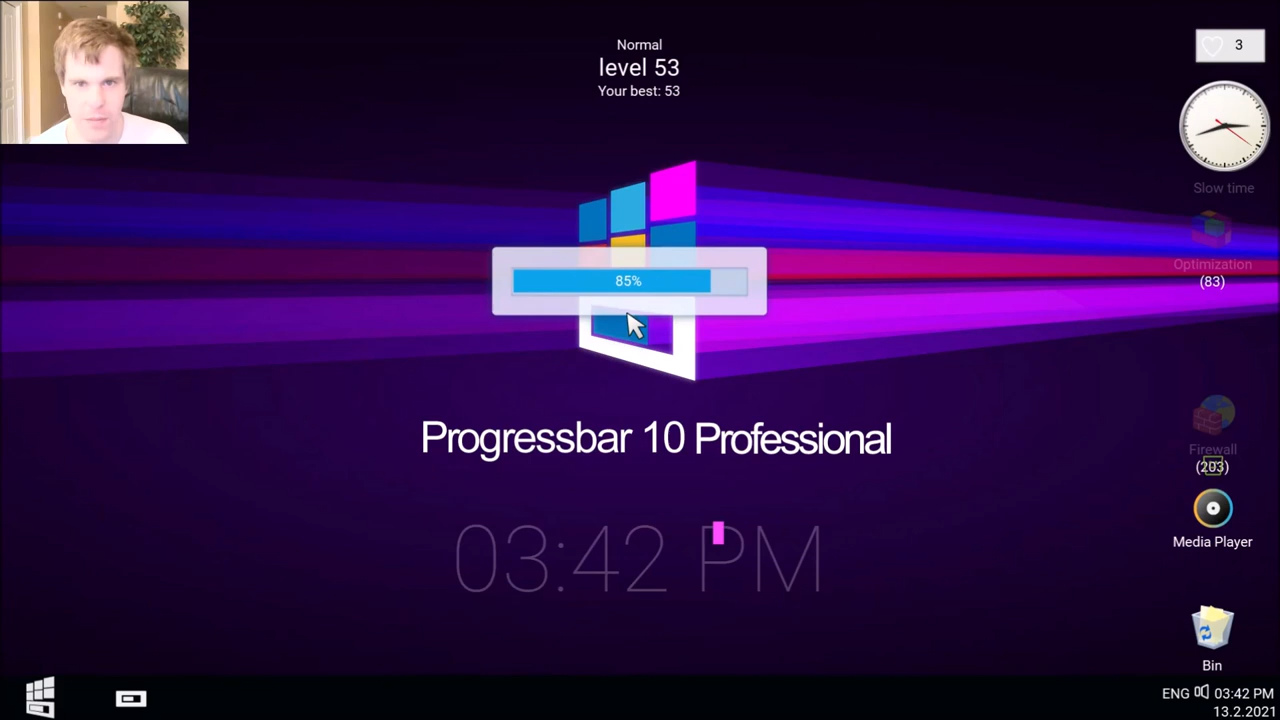 Normal
level 53
Your best: 53
3
Slow time
Optimization
(83)
85%
Progressbar 10 Professional
Firewall
(203)
Media Player
03:42 PM
Bin
ENG 03:42 PM
13.2.2021